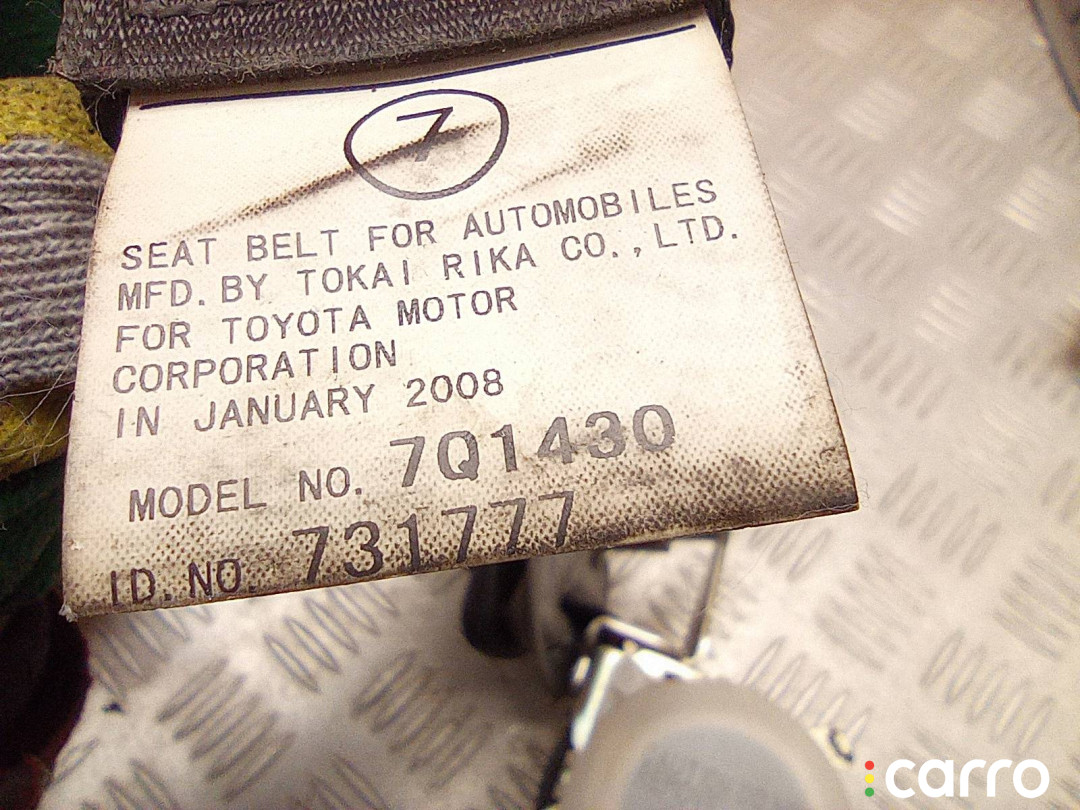 7
SEAT BELT FOR AUTOMOBILES
MFD. BY TOKAI RIKA CO., LTD.
FOR TOYOTA MOTOR
CORPORATION
IN JANUARY 2008
MODEL NO. 7Q1430
ID. NO. 731777
carro